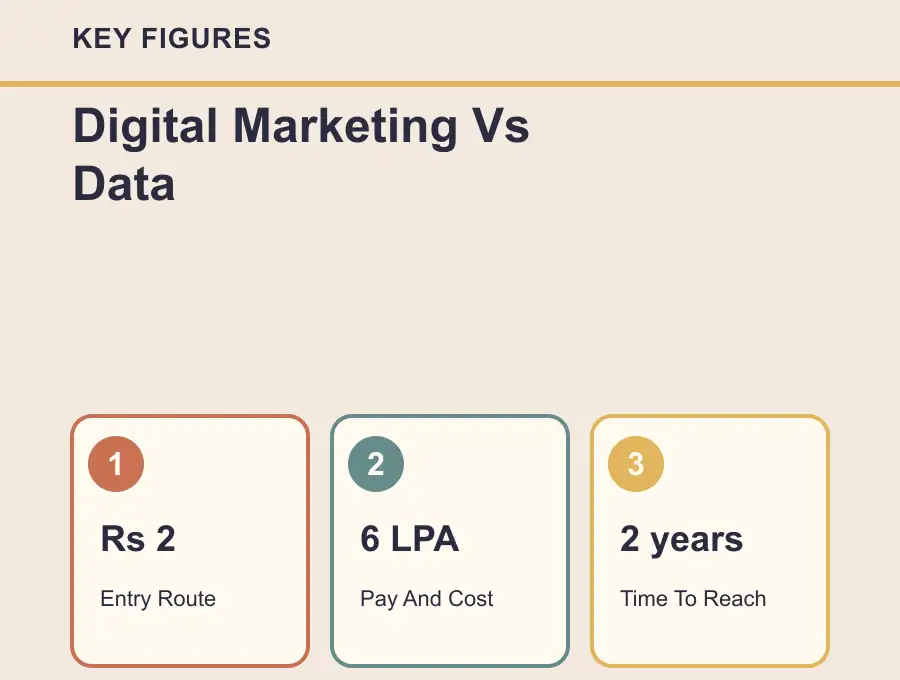 KEY FIGURES
Digital Marketing Vs
Data
1
Rs 2
Entry Route
2
6 LPA
Pay And Cost
3
2 years
Time To Reach